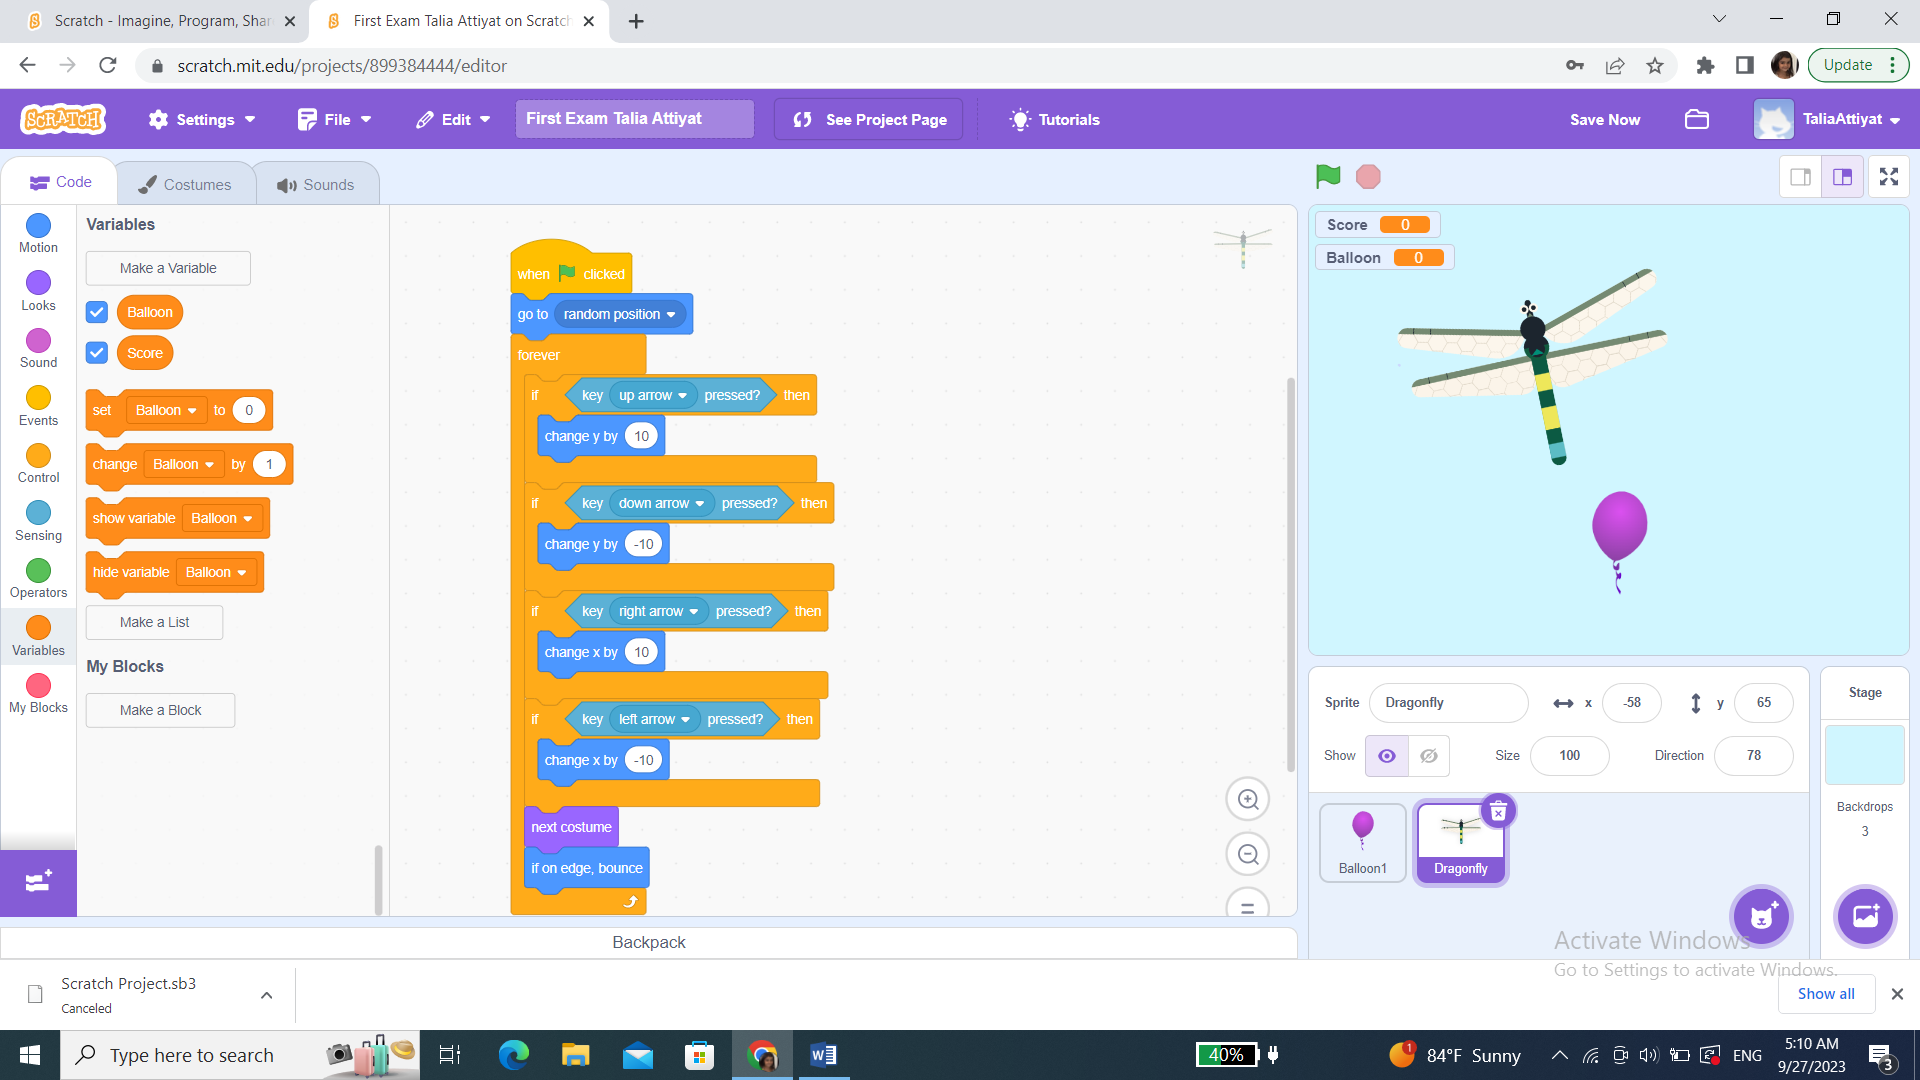 Scratch - Imagine, Program, Shar
First Exam Talia Attiyat on Scratch
scratch.mit.edu/projects/899384444/editor
Update
SCRATCH
Settings
File
Edit
First Exam Talia Attiyat
See Project Page
Tutorials
Save Now
TaliaAttiyat
Code
Costumes
Sounds
Motion
Looks
Sound
Events
Control
Sensing
Operators
Variables
My Blocks
Variables
Make a Variable
Balloon
Score
set Balloon to 0
change Balloon by 1
show variable Balloon
hide variable Balloon
Make a List
My Blocks
Make a Block
when clicked
go to random position
forever
if key up arrow pressed? then
change y by 10
if key down arrow pressed? then
change y by -10
if key right arrow pressed? then
change x by 10
if key left arrow pressed? then
change x by -10
next costume
if on edge, bounce
Backpack
Score 0
Balloon 0
Sprite Dragonfly x -58 y 65
Show Size 100 Direction 78
Balloon1
Dragonfly
Stage
Backdrops
3
Activate Windows
Go to Settings to activate Windows.
Scratch Project.sb3
Canceled
Show all
Type here to search
40%
1
84°F Sunny
ENG
5:10 AM
9/27/2023
3